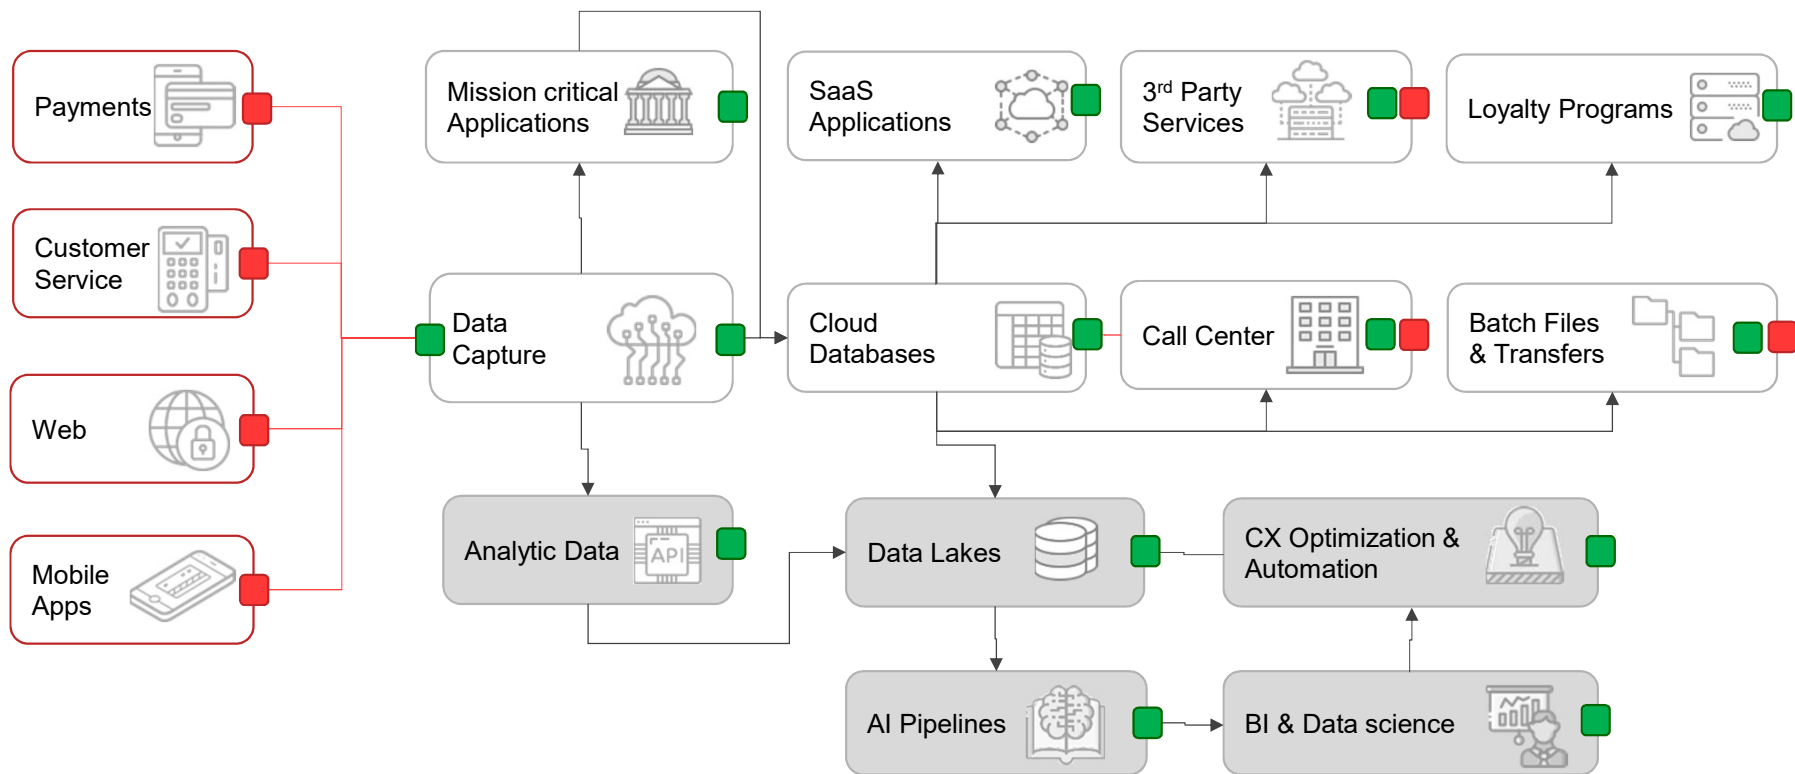 Payments
Mission critical
Applications
SaaS
Applications
3rd Party
Services
Loyalty Programs
Customer
Service
Data
Capture
Cloud
Databases
Call Center
Batch Files
& Transfers
Web
Analytic Data
API
Data Lakes
CX Optimization &
Automation
Mobile
Apps
AI Pipelines
BI & Data science